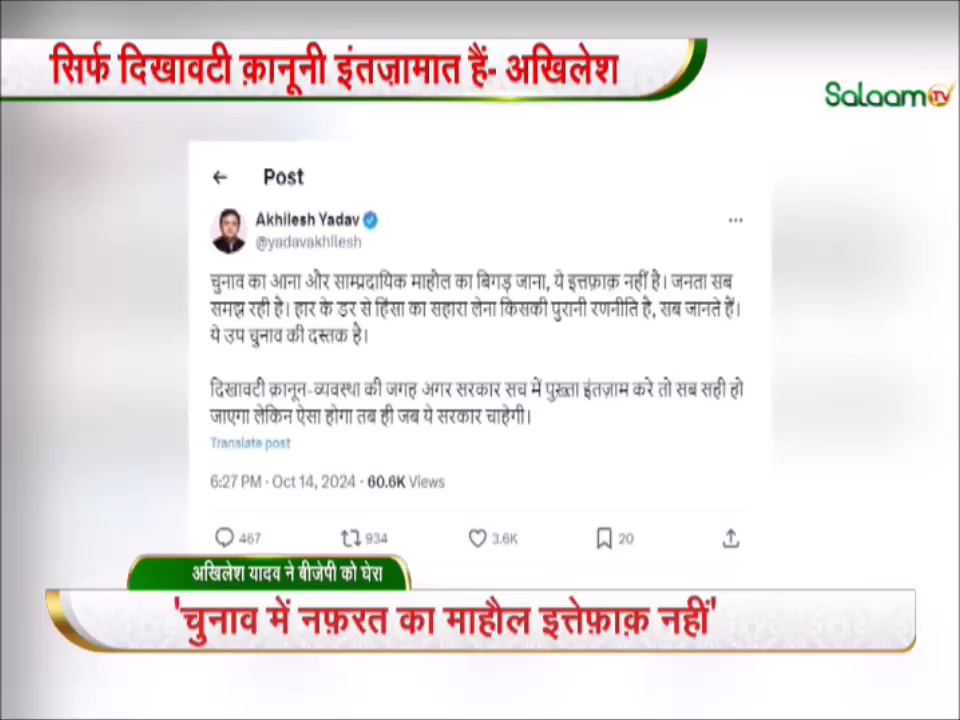 सिर्फ दिखावटी क़ानूनी इंतज़ामात हैं- अखिलेश
Salaam TV
← Post
Akhilesh Yadav
@yadavakhilesh
चुनाव का आना और साम्प्रदायिक माहौल का बिगड़ जाना, ये इत्तफ़ाक़ नहीं है। जनता सब
समझ रही है। हार के डर से हिंसा का सहारा लेना किसकी पुरानी रणनीति है, सब जानते हैं।
ये उप चुनाव की दस्तक है।
दिखावटी क़ानून-व्यवस्था की जगह अगर सरकार सच में पुख़्ता इंतज़ाम करे तो सब सही हो
जाएगा लेकिन ऐसा होगा तब ही जब ये सरकार चाहेगी।
Translate post
6:27 PM · Oct 14, 2024 · 60.6K Views
467 934 3.6K 20
अखिलेश यादव ने बीजेपी को घेरा
'चुनाव में नफ़रत का माहौल इत्तेफ़ाक़ नहीं'